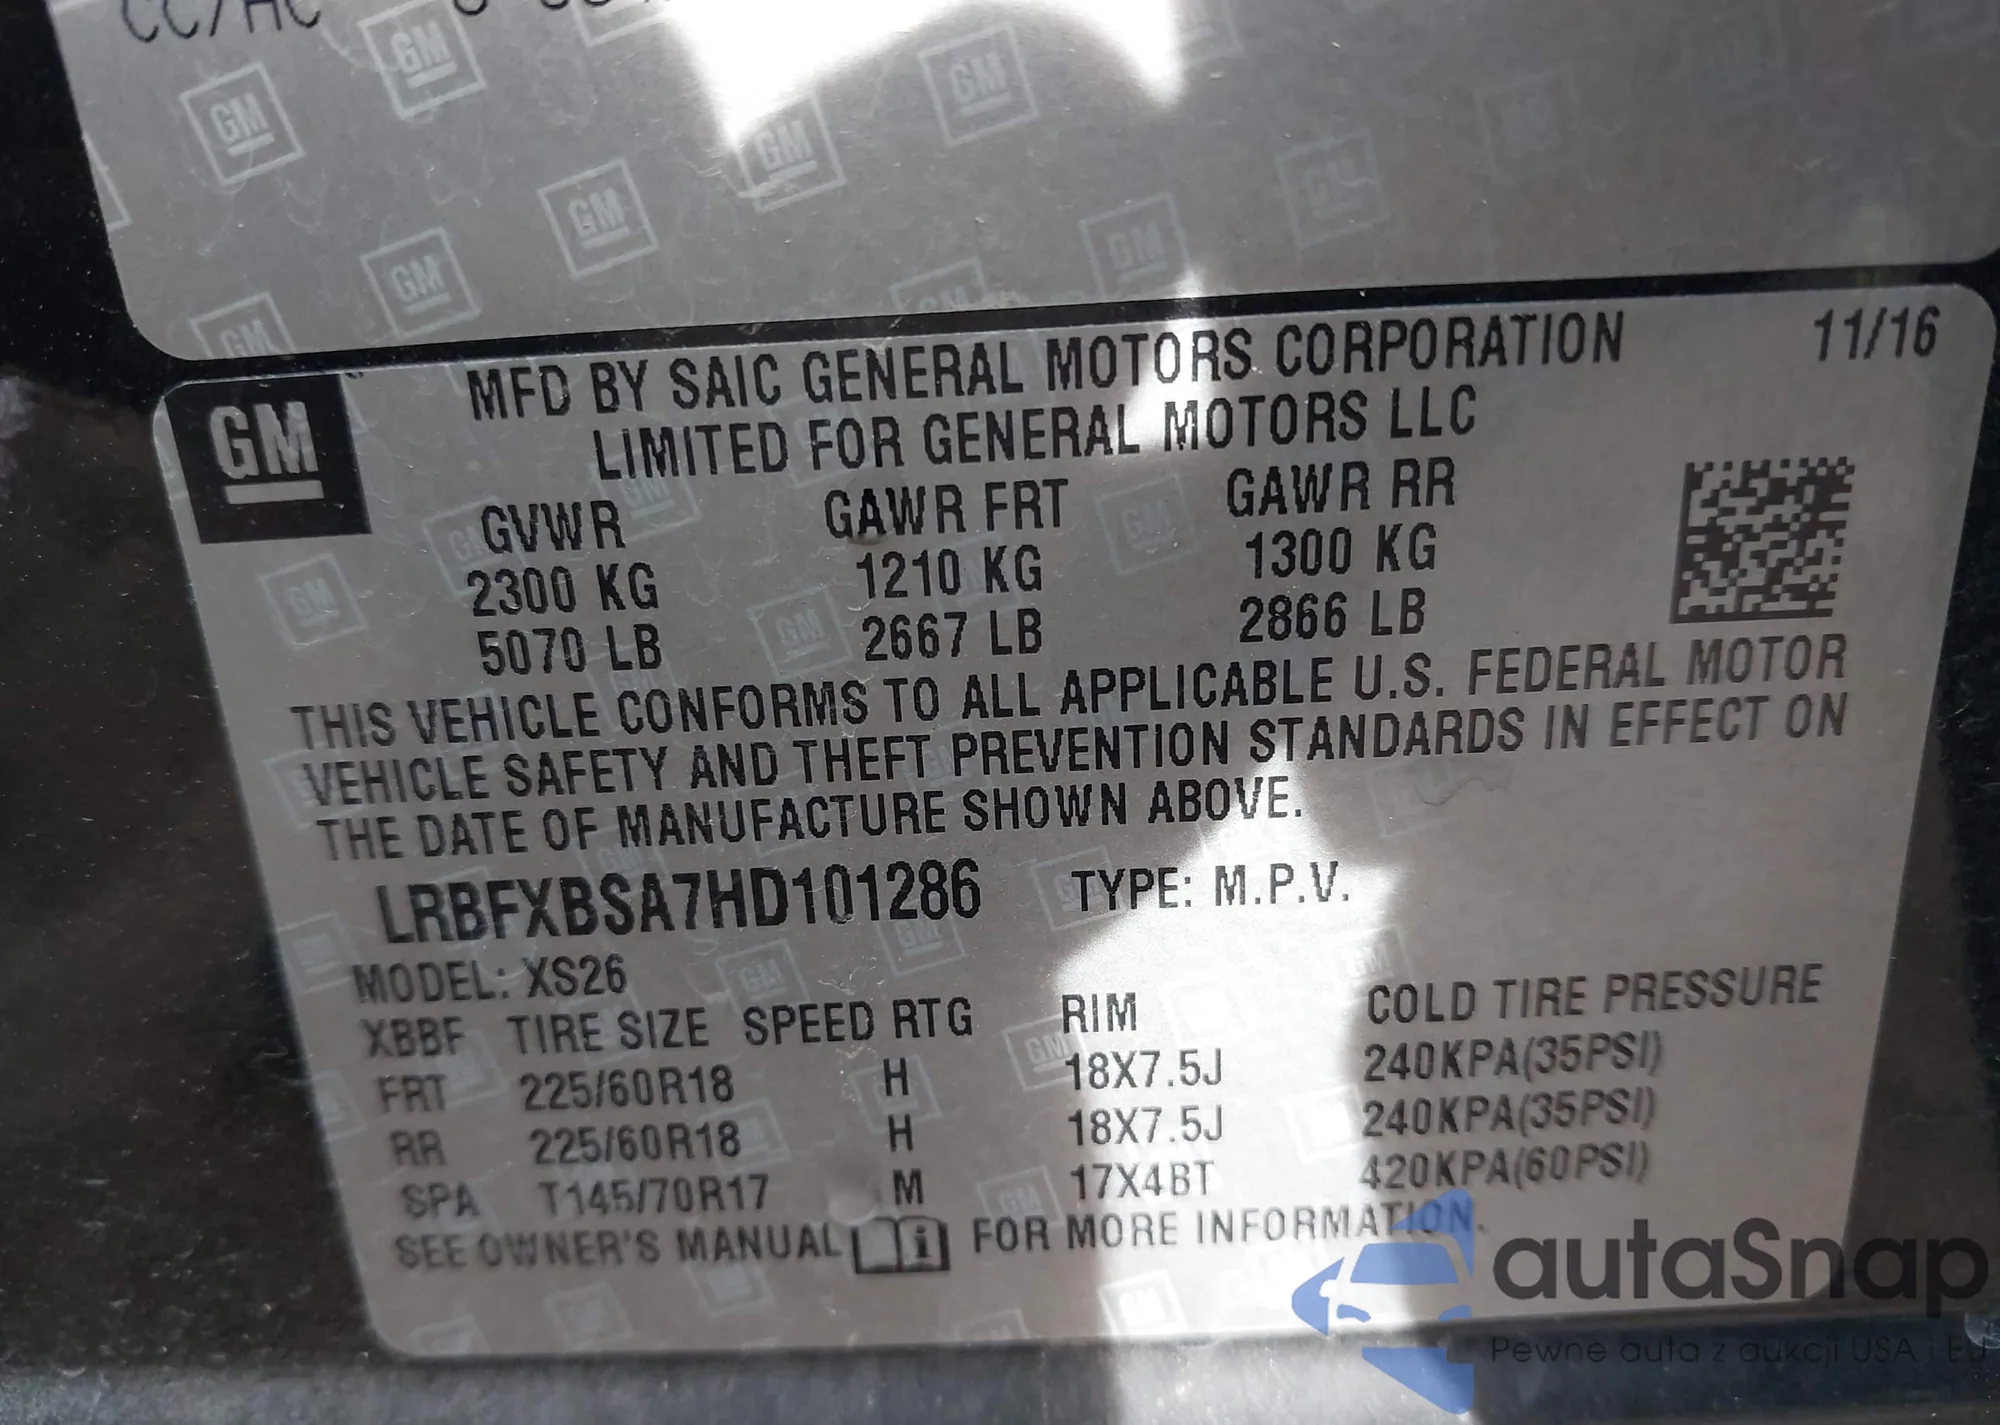 CC/HC
MFD BY SAIC GENERAL MOTORS CORPORATION 11/16
LIMITED FOR GENERAL MOTORS LLC
GM
GVWR GAWR FRT GAWR RR
2300 KG 1210 KG 1300 KG
5070 LB 2667 LB 2866 LB
THIS VEHICLE CONFORMS TO ALL APPLICABLE U.S. FEDERAL MOTOR
VEHICLE SAFETY AND THEFT PREVENTION STANDARDS IN EFFECT ON
THE DATE OF MANUFACTURE SHOWN ABOVE.
LRBFXBSA7HD101286 TYPE: M.P.V.
MODEL: XS26
XBBF TIRE SIZE SPEED RTG RIM COLD TIRE PRESSURE
FRT 225/60R18 H 18X7.5J 240KPA(35PSI)
RR 225/60R18 H 18X7.5J 240KPA(35PSI)
SPA T145/70R17 M 17X4BT 420KPA(60PSI)
SEE OWNER'S MANUAL i FOR MORE INFORMATION.
autaSnap
Pewne auta z aukcji USA i EU